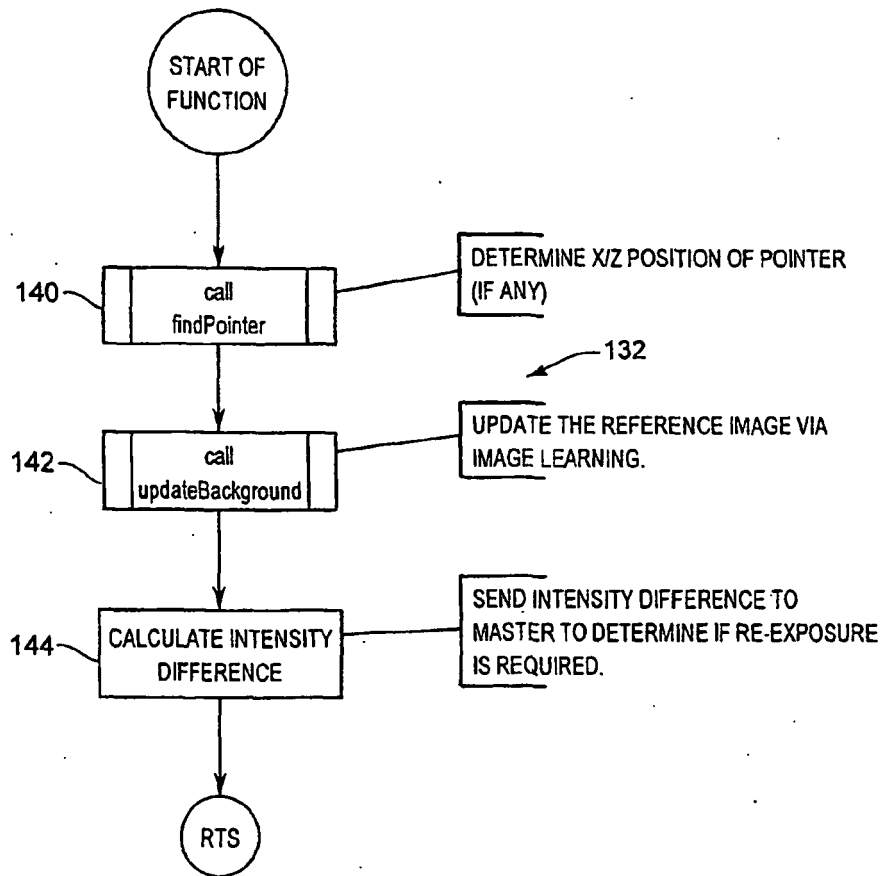 START OF
FUNCTION
140
call
findPointer
DETERMINE X/Z POSITION OF POINTER
(IF ANY)
132
142
call
updateBackground
UPDATE THE REFERENCE IMAGE VIA
IMAGE LEARNING.
144
CALCULATE INTENSITY
DIFFERENCE
SEND INTENSITY DIFFERENCE TO
MASTER TO DETERMINE IF RE-EXPOSURE
IS REQUIRED.
RTS